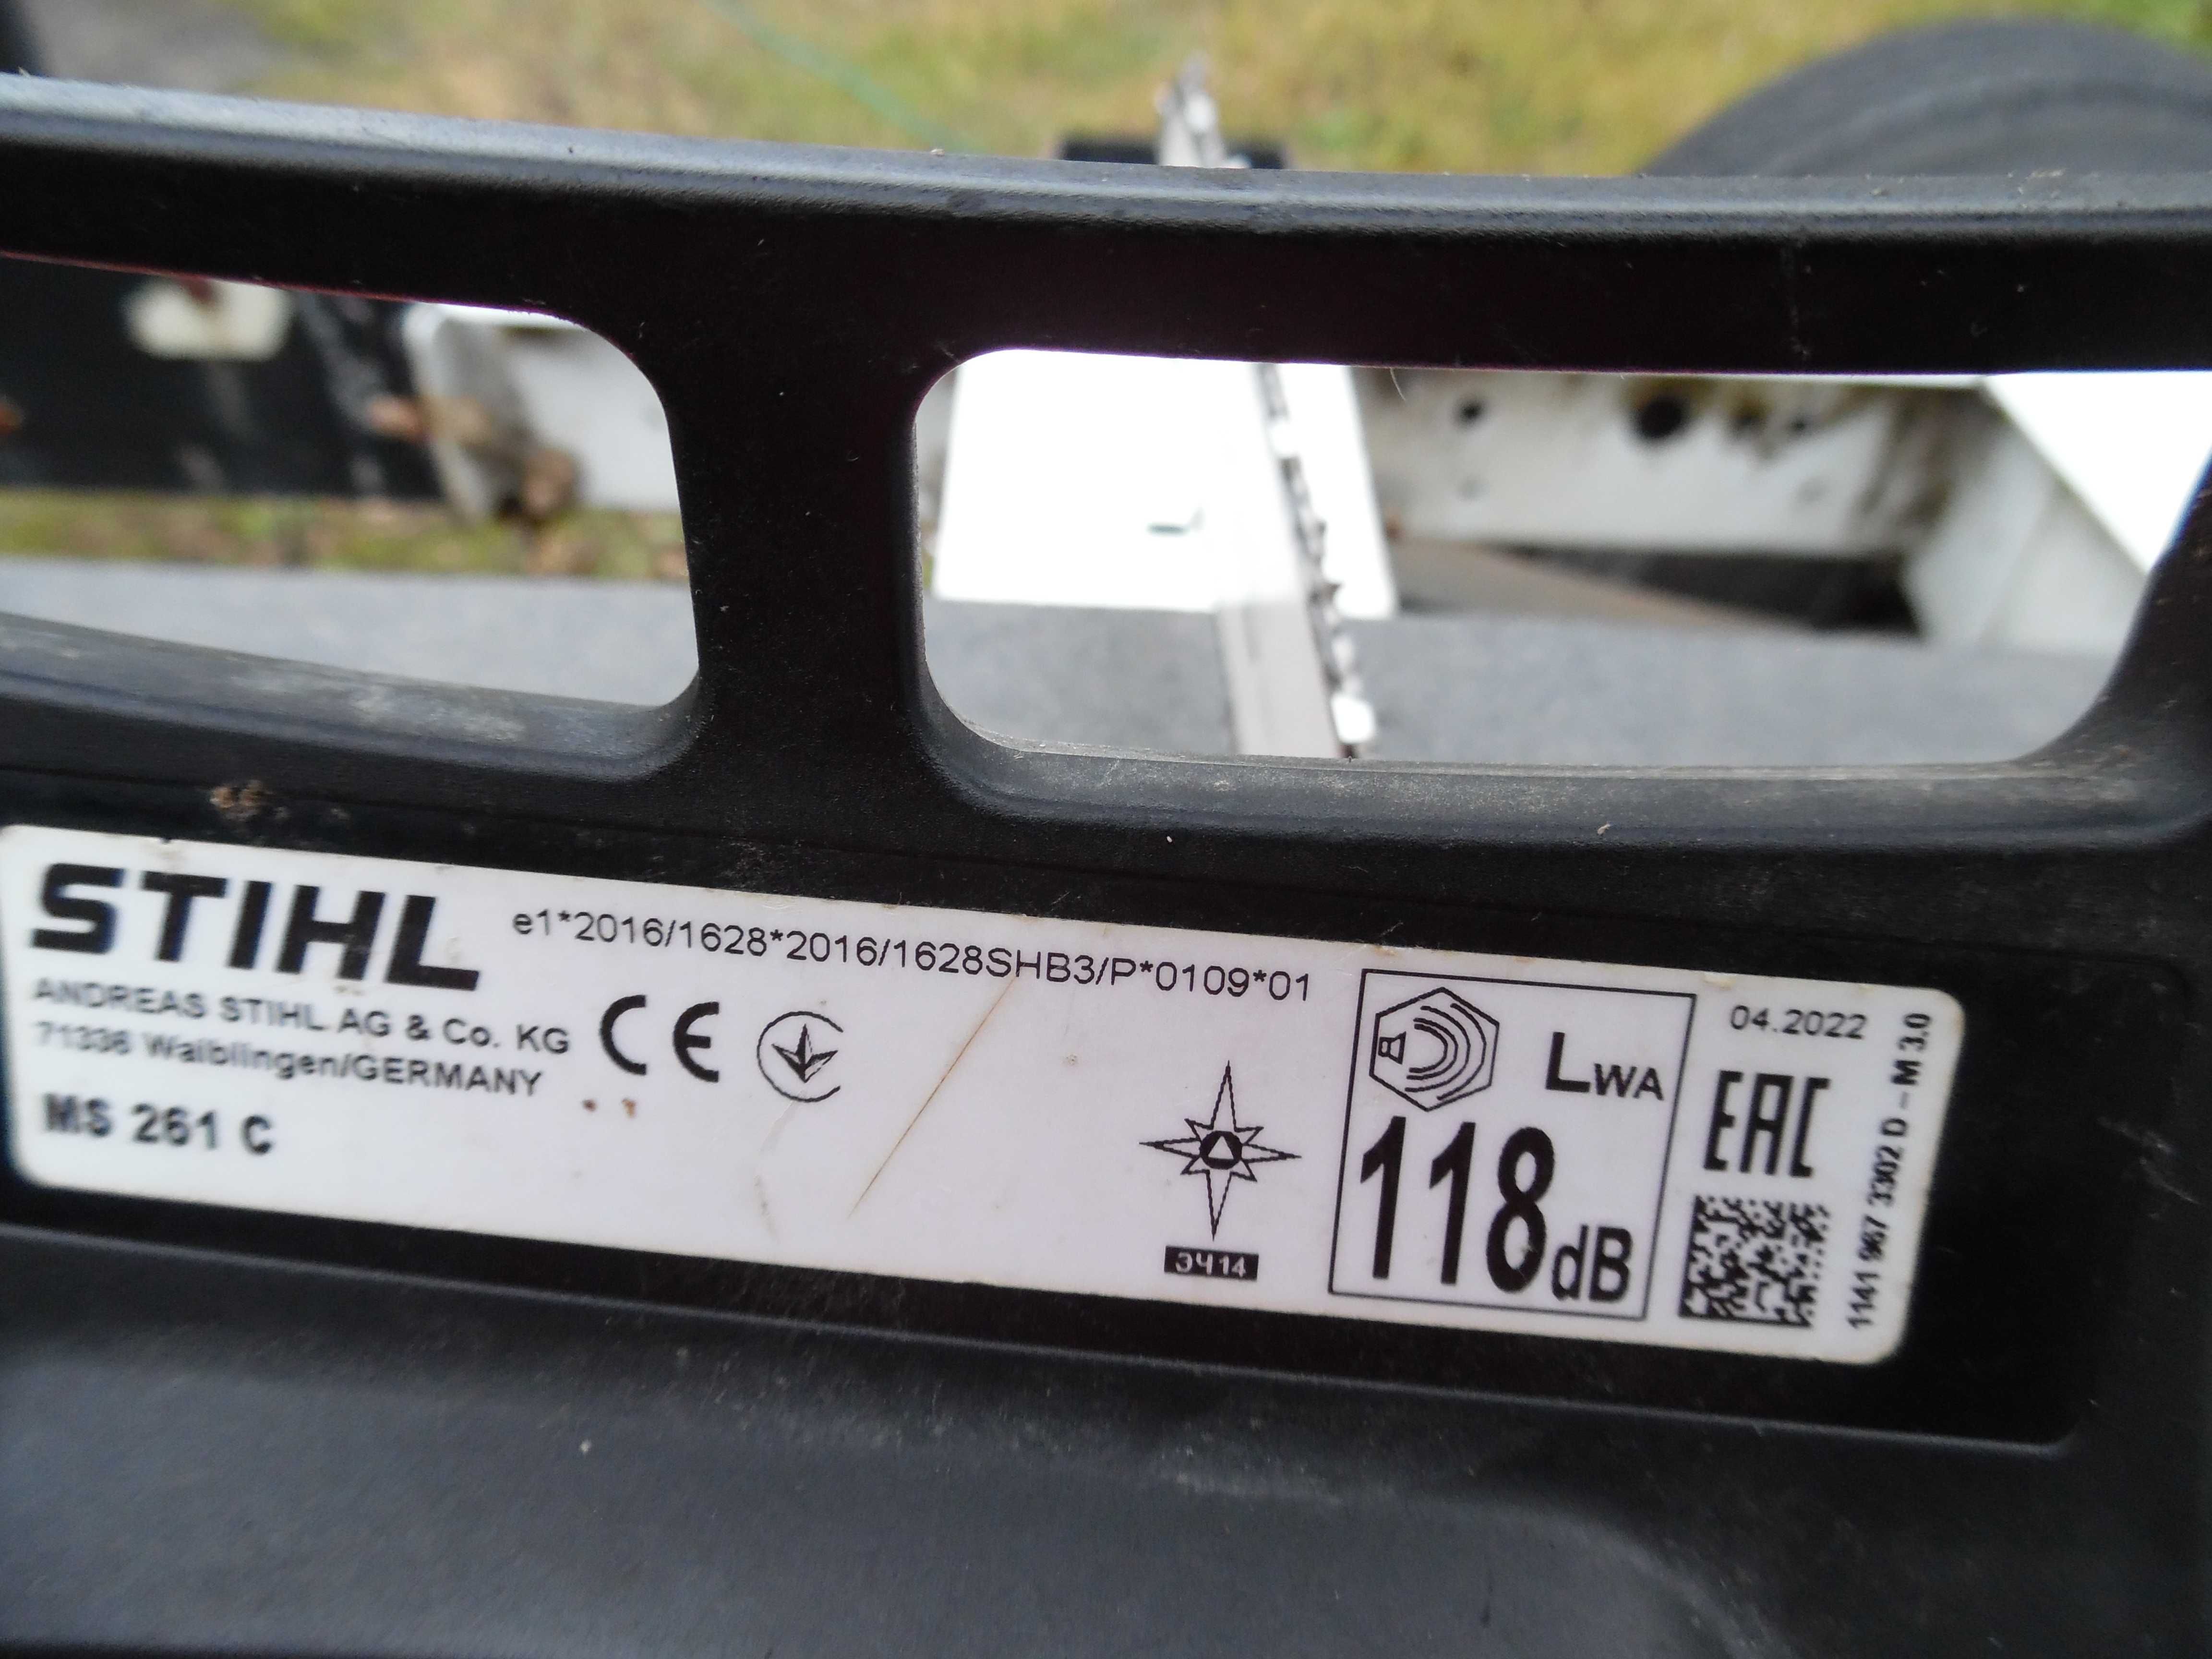 STIHL
e1*2016/1628*2016/1628SHB3/P*0109*01
ANDREAS STIHL AG & Co. KG
71336 Waiblingen/GERMANY
MS 261 C
CE
ЭЧ14
LWA
118dB
04.2022
EAC
1141 967 3302 D – M 3.0